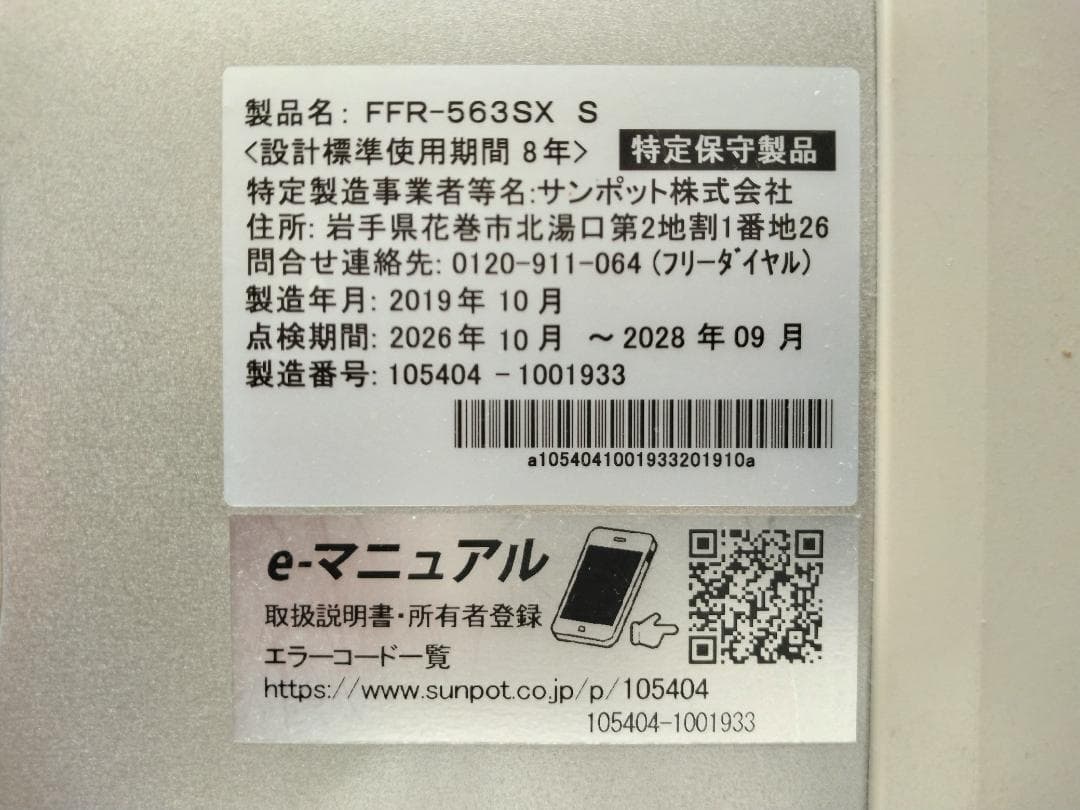 製品名: FFR-563SX S
<設計標準使用期間 8年> 特定保守製品
特定製造事業者等名:サンポット株式会社
住所: 岩手県花巻市北湯口第2地割1番地26
問合せ連絡先: 0120-911-064 (フリーダイヤル)
製造年月: 2019年 10月
点検期間: 2026年 10月 ～2028年 09月
製造番号: 105404 -1001933
a1054041001933201910a
e-マニュアル
取扱説明書・所有者登録
エラーコード一覧
https://www.sunpot.co.jp/p/105404
105404-1001933